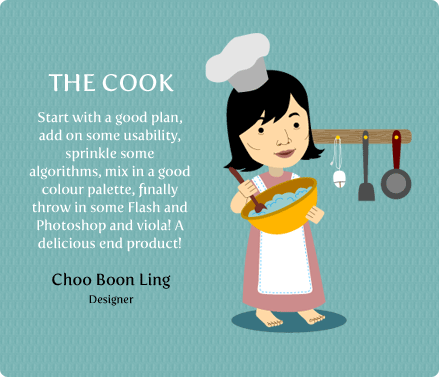 THE COOK
Start with a good plan,
add on some usability,
sprinkle some
algorithms, mix in a good
colour palette, finally
throw in some Flash and
Photoshop and viola! A
delicious end product!
Choo Boon Ling
Designer